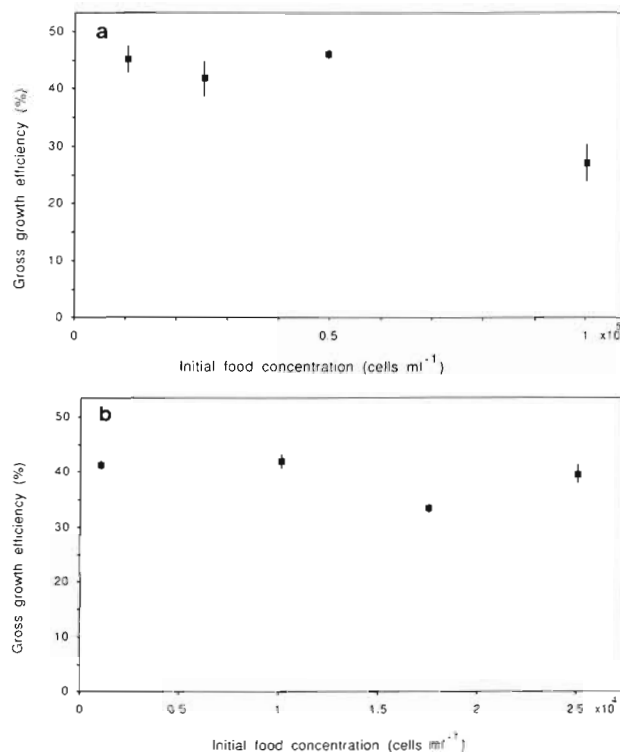 a
50
40
30
20
10
0
Gross growth efficiency (%)
0 0.5 1 x10⁵
Initial food concentration (cells ml⁻¹)
b
50
40
30
20
10
0
Gross growth efficiency (%)
0 0.5 1 1.5 2 2.5 x10⁴
Initial food concentration (cells ml⁻¹)